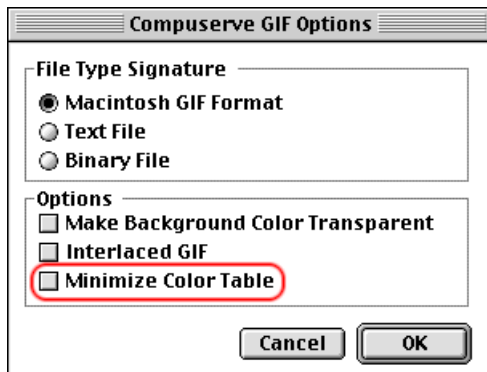 Compuserve GIF Options
File Type Signature
Macintosh GIF Format
Text File
Binary File
Options
Make Background Color Transparent
Interlaced GIF
Minimize Color Table
Cancel
OK